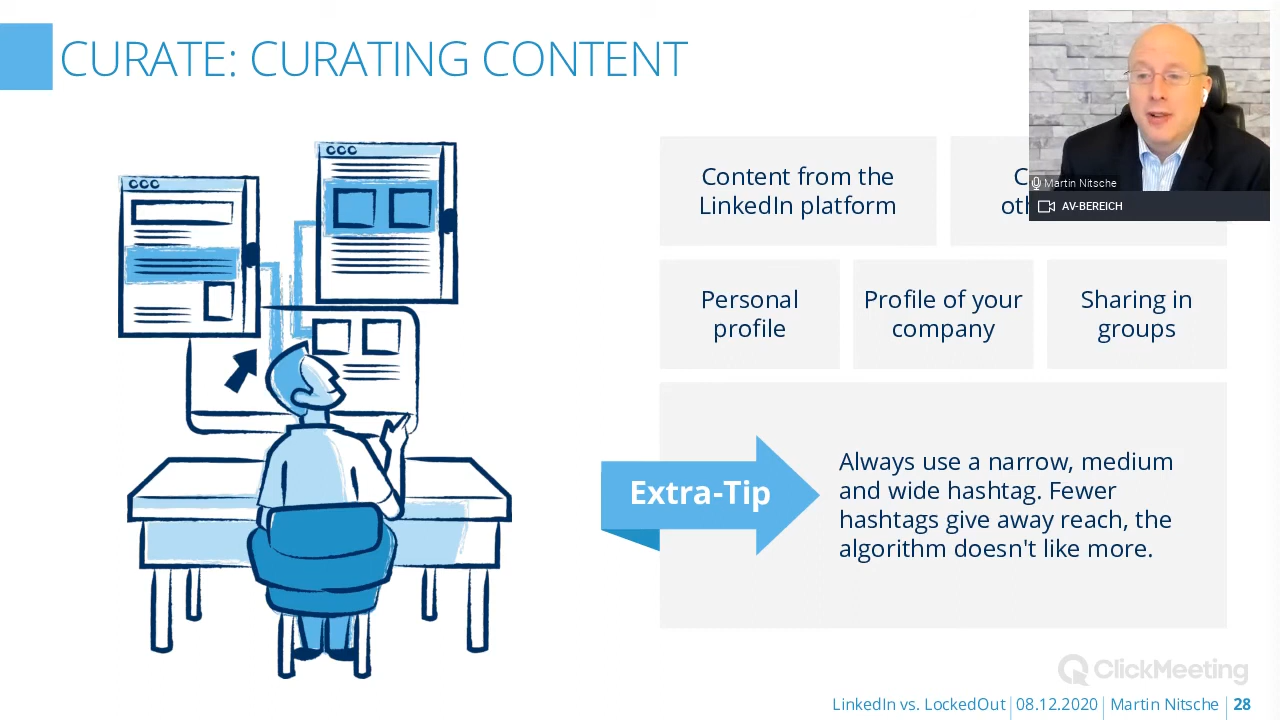 CURATE: CURATING CONTENT
Content from the
LinkedIn platform
Martin Nitsche
AV-BEREICH
Personal
profile
Profile of your
company
Sharing in
groups
Extra-Tip
Always use a narrow, medium
and wide hashtag. Fewer
hashtags give away reach, the
algorithm doesn't like more.
ClickMeeting
LinkedIn vs. LockedOut | 08.12.2020 | Martin Nitsche | 28